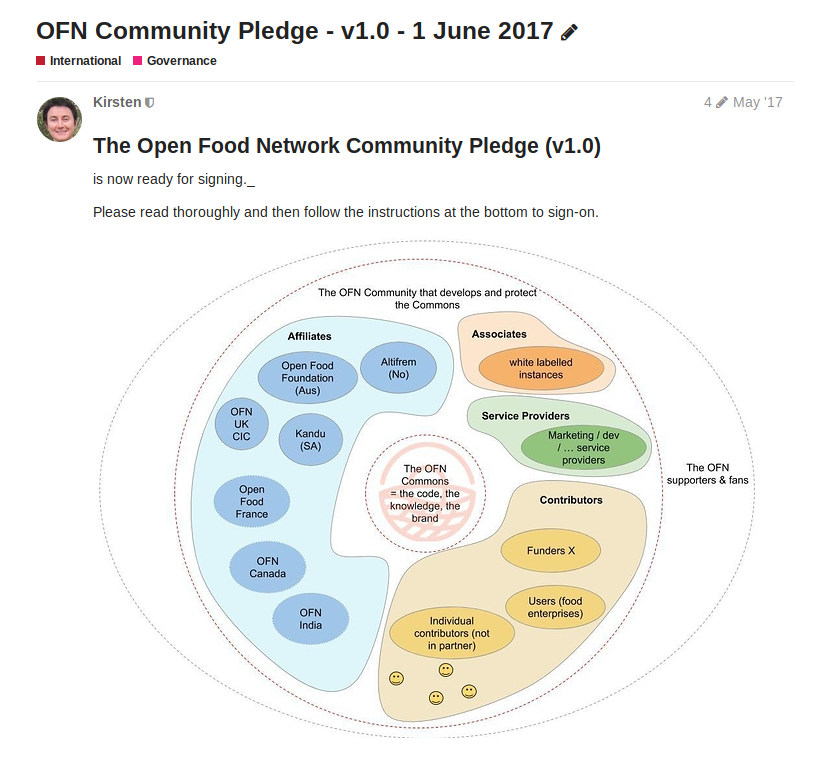 OFN Community Pledge - v1.0 - 1 June 2017
International Governance
Kirsten
4 May '17
The Open Food Network Community Pledge (v1.0)
is now ready for signing._
Please read thoroughly and then follow the instructions at the bottom to sign-on.
The OFN Community that develops and protect
the Commons
Affiliates
Open Food
Foundation
(Aus)
Altifrem
(No)
OFN
UK
CIC
Kandu
(SA)
Open
Food
France
OFN
Canada
OFN
India
Associates
white labelled
instances
Service Providers
Marketing / dev
/ ... service
providers
The OFN
Commons
= the code, the
knowledge, the
brand
The OFN
supporters & fans
Contributors
Funders X
Users (food
enterprises)
Individual
contributors (not
in partner)